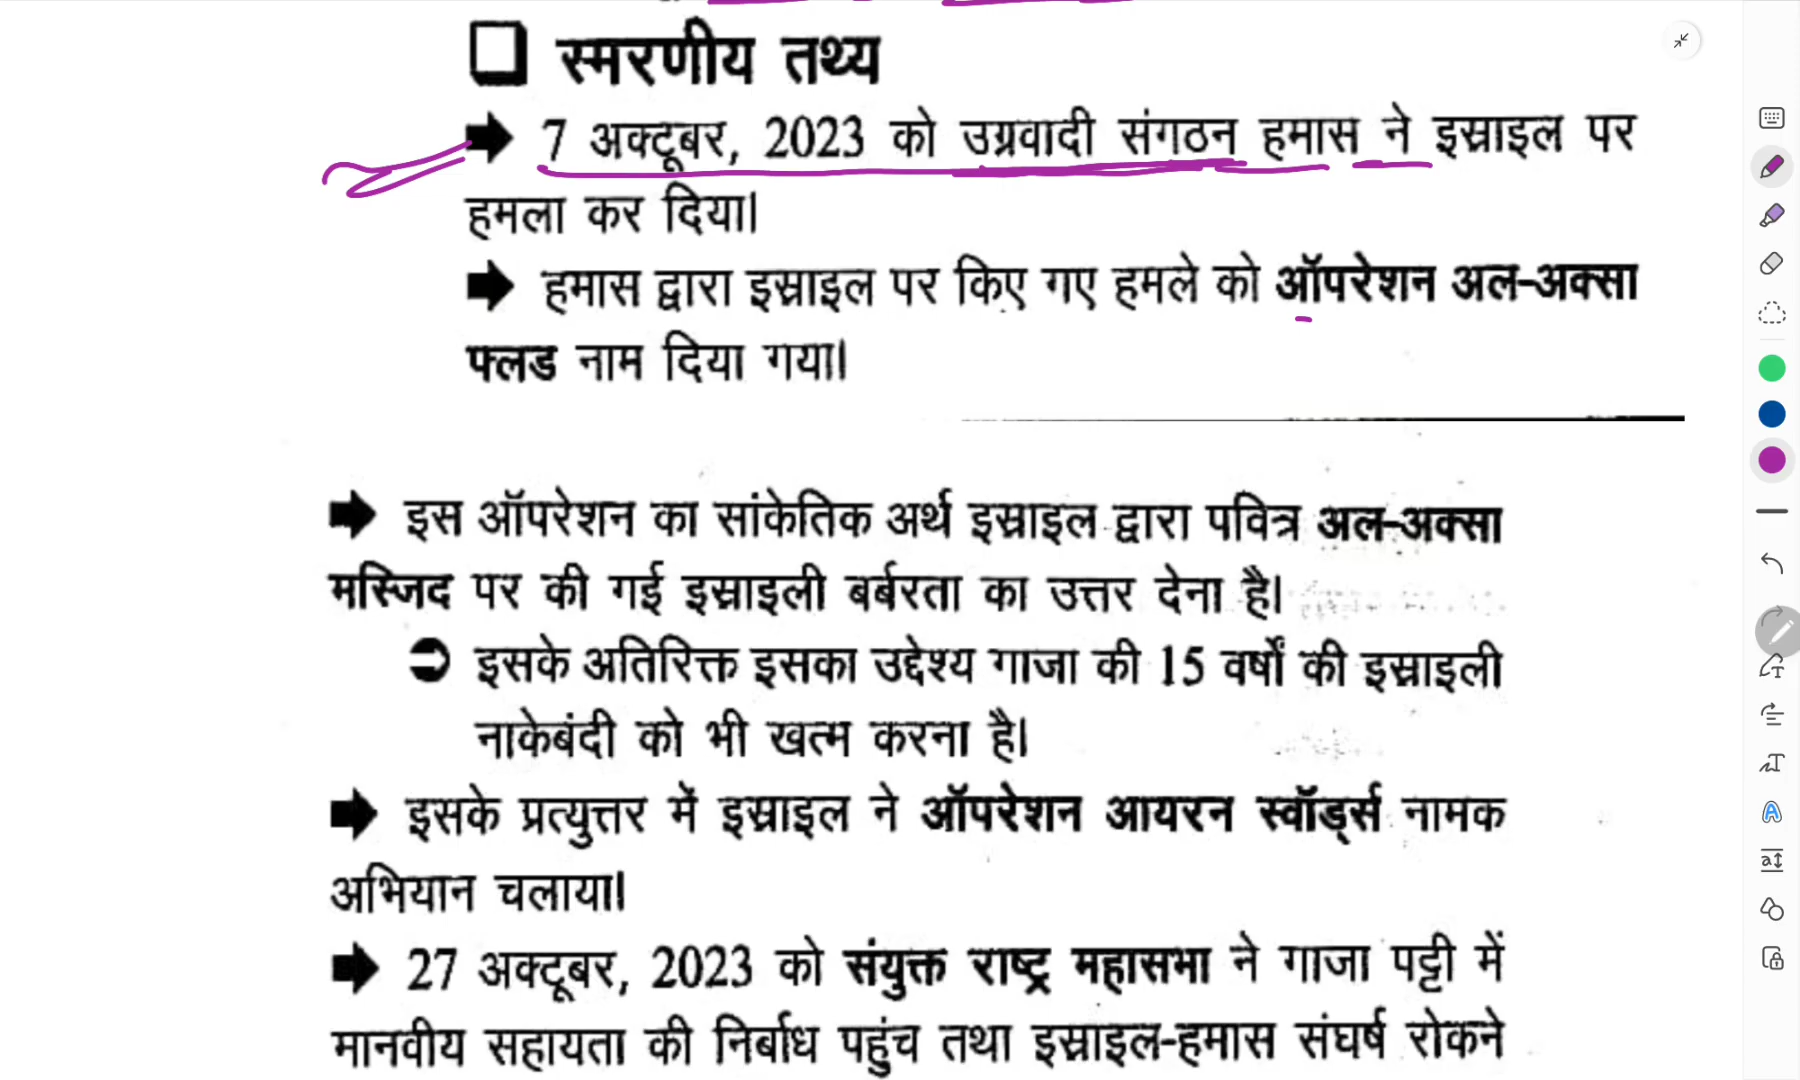 स्मरणीय तथ्य
7 अक्टूबर, 2023 को उग्रवादी संगठन हमास ने इस्राइल पर
हमला कर दिया।
हमास द्वारा इस्राइल पर किए गए हमले को ऑपरेशन अल-अक्सा
फ्लड नाम दिया गया।
इस ऑपरेशन का सांकेतिक अर्थ इस्राइल द्वारा पवित्र अल-अक्सा
मस्जिद पर की गई इस्राइली बर्बरता का उत्तर देना है।
इसके अतिरिक्त इसका उद्देश्य गाजा की 15 वर्षों की इस्राइली
नाकेबंदी को भी खत्म करना है।
इसके प्रत्युत्तर में इस्राइल ने ऑपरेशन आयरन स्वॉर्ड्स नामक
अभियान चलाया।
27 अक्टूबर, 2023 को संयुक्त राष्ट्र महासभा ने गाजा पट्टी में
मानवीय सहायता की निर्बाध पहुंच तथा इस्राइल-हमास संघर्ष रोकने